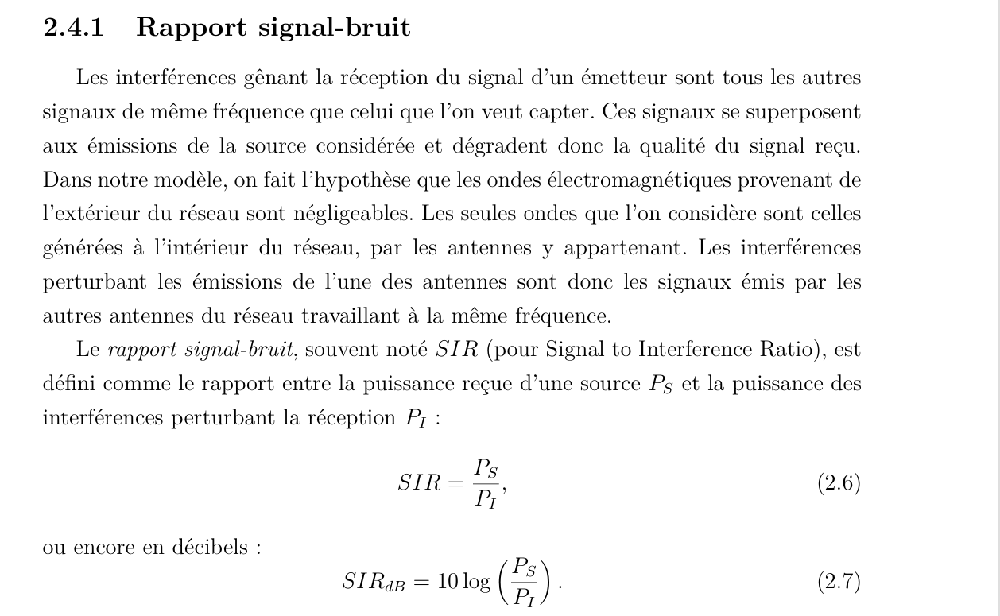 2.4.1 Rapport signal-bruit
Les interférences gênant la réception du signal d'un émetteur sont tous les autres
signaux de même fréquence que celui que l'on veut capter. Ces signaux se superposent
aux émissions de la source considérée et dégradent donc la qualité du signal reçu.
Dans notre modèle, on fait l'hypothèse que les ondes électromagnétiques provenant de
l'extérieur du réseau sont négligeables. Les seules ondes que l'on considère sont celles
générées à l'intérieur du réseau, par les antennes y appartenant. Les interférences
perturbant les émissions de l'une des antennes sont donc les signaux émis par les
autres antennes du réseau travaillant à la même fréquence.
Le rapport signal-bruit, souvent noté SIR (pour Signal to Interference Ratio), est
défini comme le rapport entre la puissance reçue d'une source P_S et la puissance des
interférences perturbant la réception P_I :
SIR = P_S / P_I, (2.6)
ou encore en décibels :
SIR_dB = 10 log (P_S / P_I). (2.7)